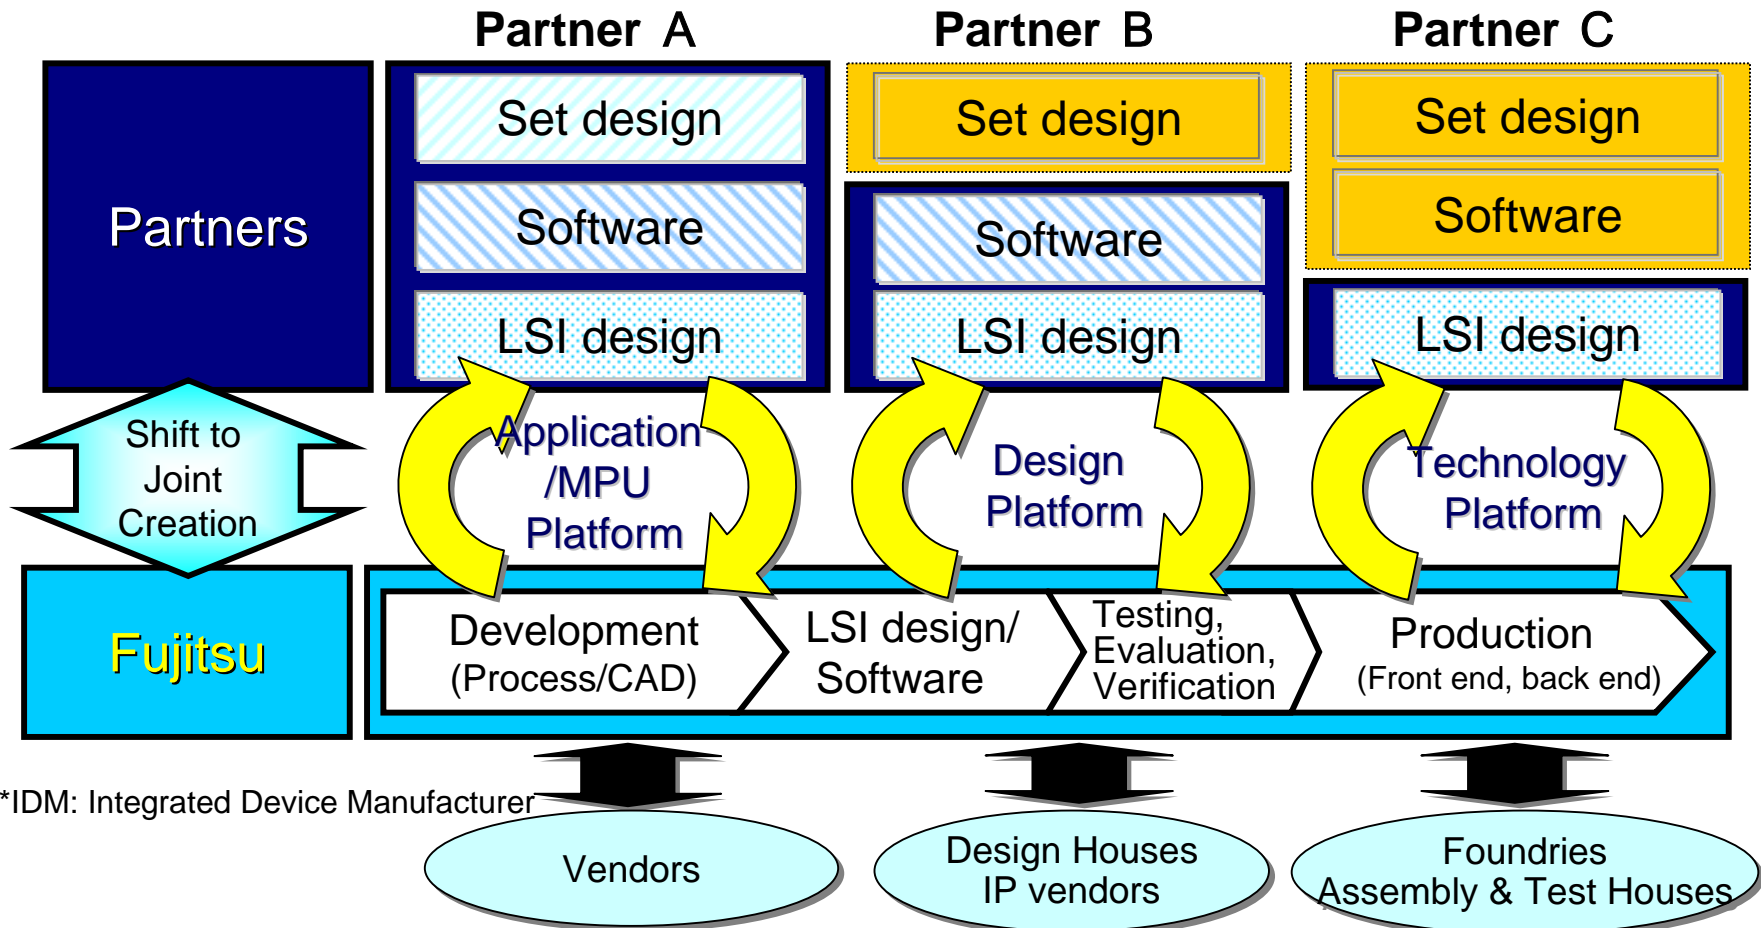 Partner A
Partner B
Partner C
Partners
Set design
Software
LSI design
Set design
Software
LSI design
Set design
Software
LSI design
Shift to
Joint
Creation
Application
/MPU
Platform
Design
Platform
Technology
Platform
Fujitsu
Development
(Process/CAD)
LSI design/
Software
Testing,
Evaluation,
Verification
Production
(Front end, back end)
*IDM: Integrated Device Manufacturer
Vendors
Design Houses
IP vendors
Foundries
Assembly & Test Houses